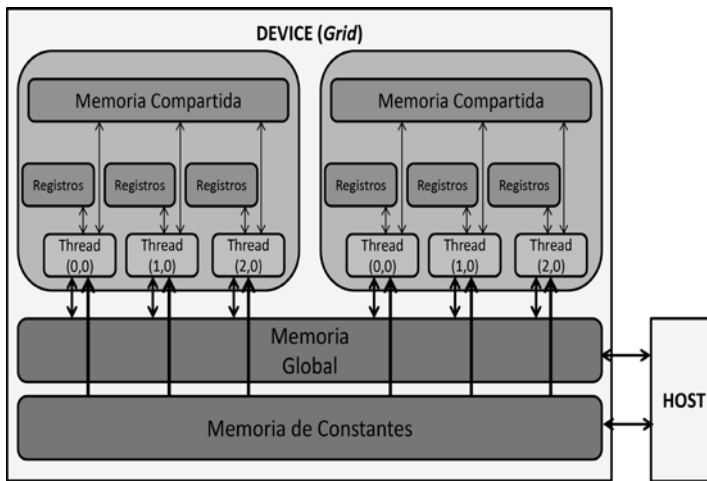 DEVICE (Grid)
Memoria Compartida
Registros Registros Registros
Thread Thread Thread
(0,0) (1,0) (2,0)
Memoria Compartida
Registros Registros Registros
Thread Thread Thread
(0,0) (1,0) (2,0)
Memoria
Global
Memoria de Constantes
HOST